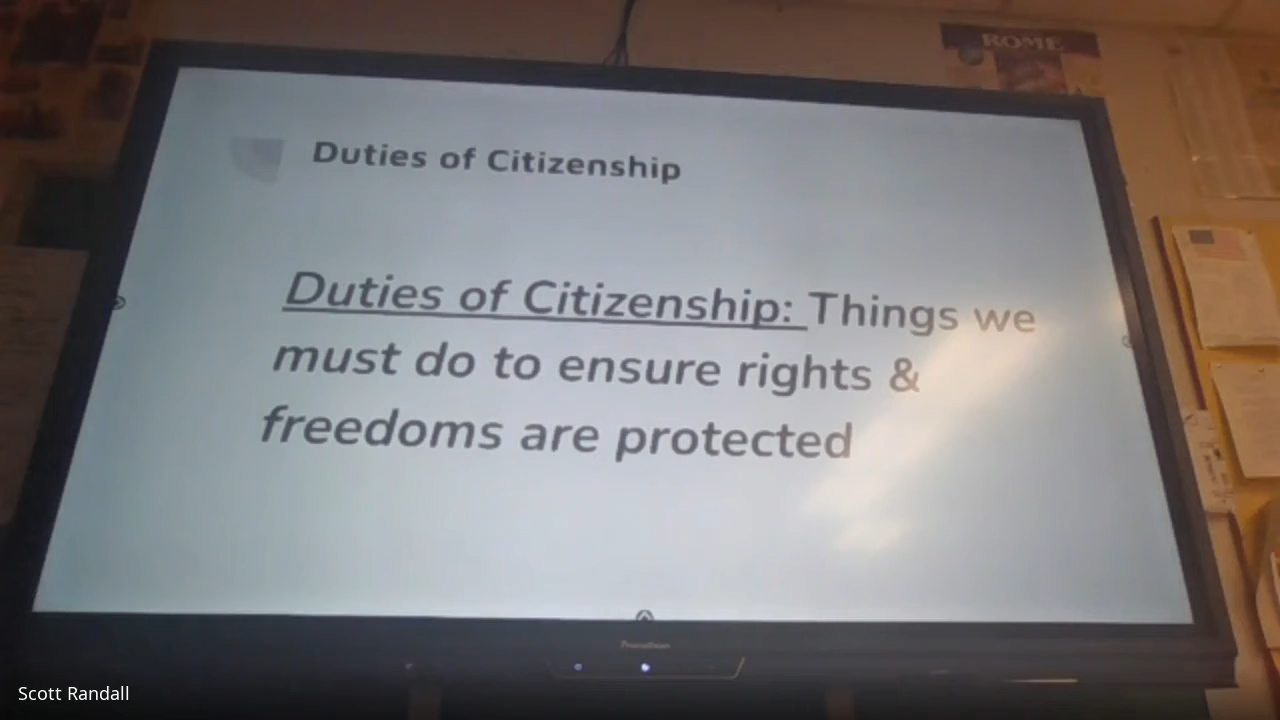 ROME
Duties of Citizenship
Duties of Citizenship: Things we
must do to ensure rights &
freedoms are protected
Promethean
Scott Randall